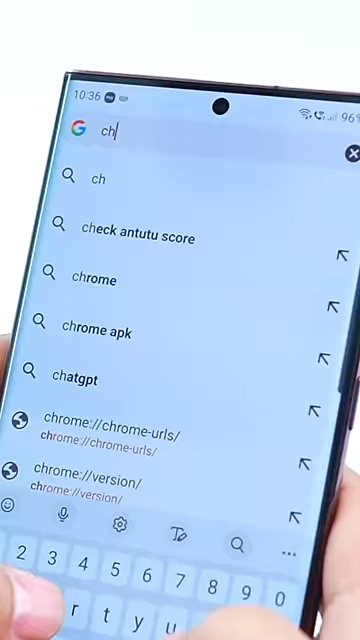 10:36
96%
ch
ch
check antutu score
chrome
chrome apk
chatgpt
chrome://chrome-urls/
chrome://chrome-urls/
chrome://version/
chrome://version/
2 3 4 5 6 7 8 9 0
r t y u